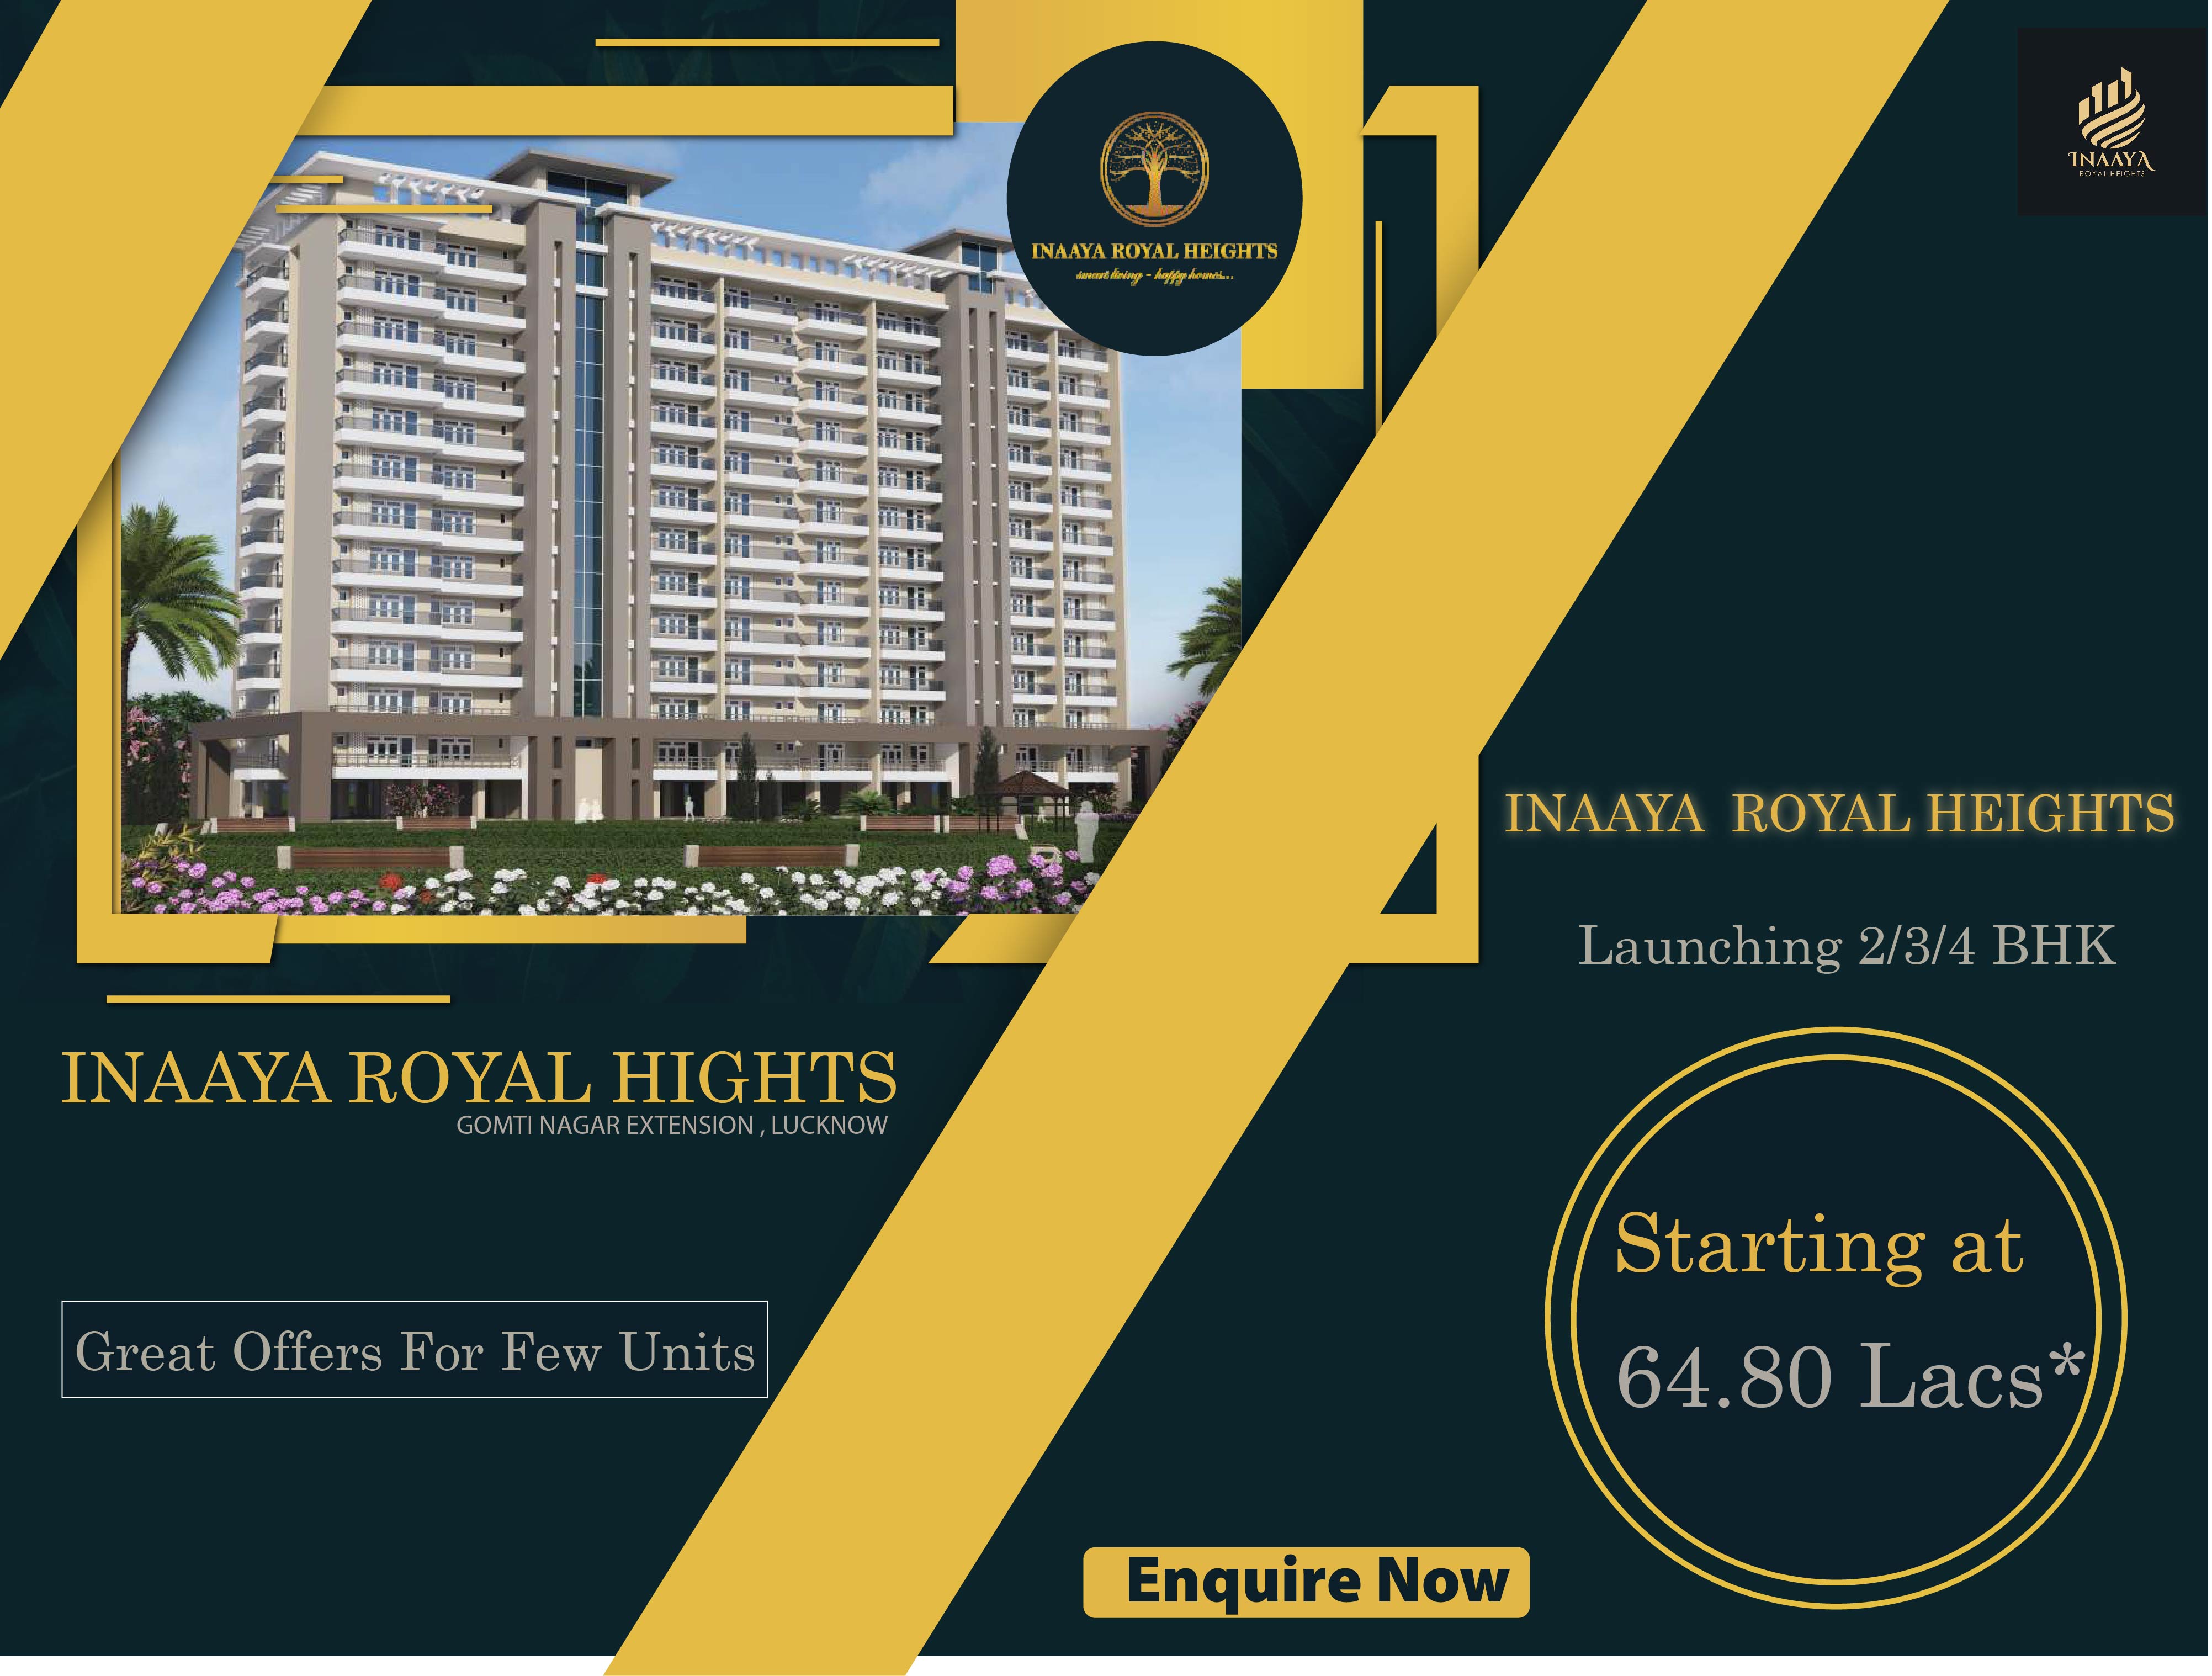 INAAYA
ROYAL HEIGHTS
INAAYA ROYAL HEIGHTS
smart living - happy homes...
INAAYA ROYAL HEIGHTS
Launching 2/3/4 BHK
INAAYA ROYAL HIGHTS
GOMTI NAGAR EXTENSION , LUCKNOW
Starting at
64.80 Lacs*
Great Offers For Few Units
Enquire Now